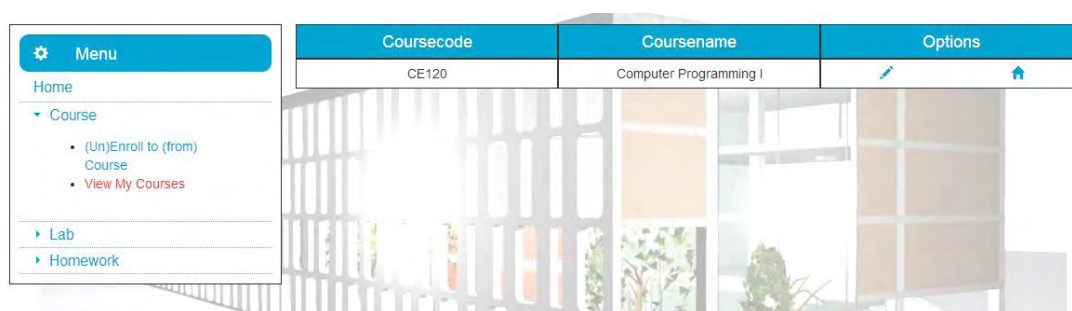 Menu
Home
Course
(Un)Enroll to (from)
Course
View My Courses
Lab
Homework
Coursecode Coursename Options
CE120 Computer Programming I